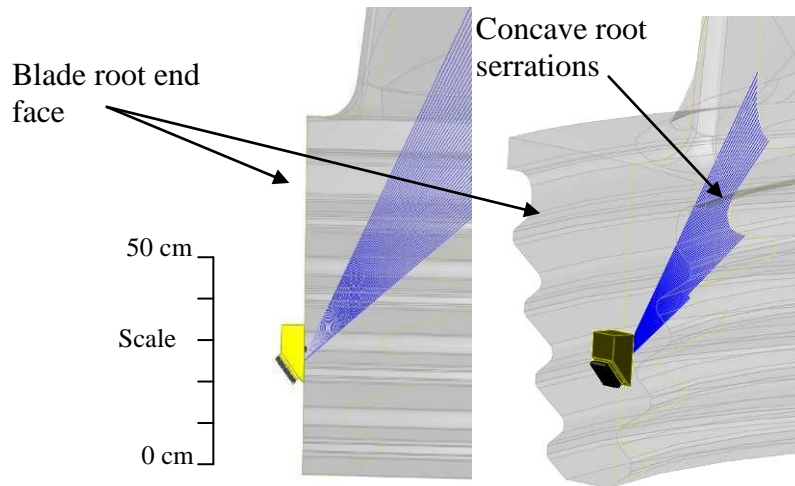 Blade root end
face
Concave root
serrations
50 cm
Scale
0 cm